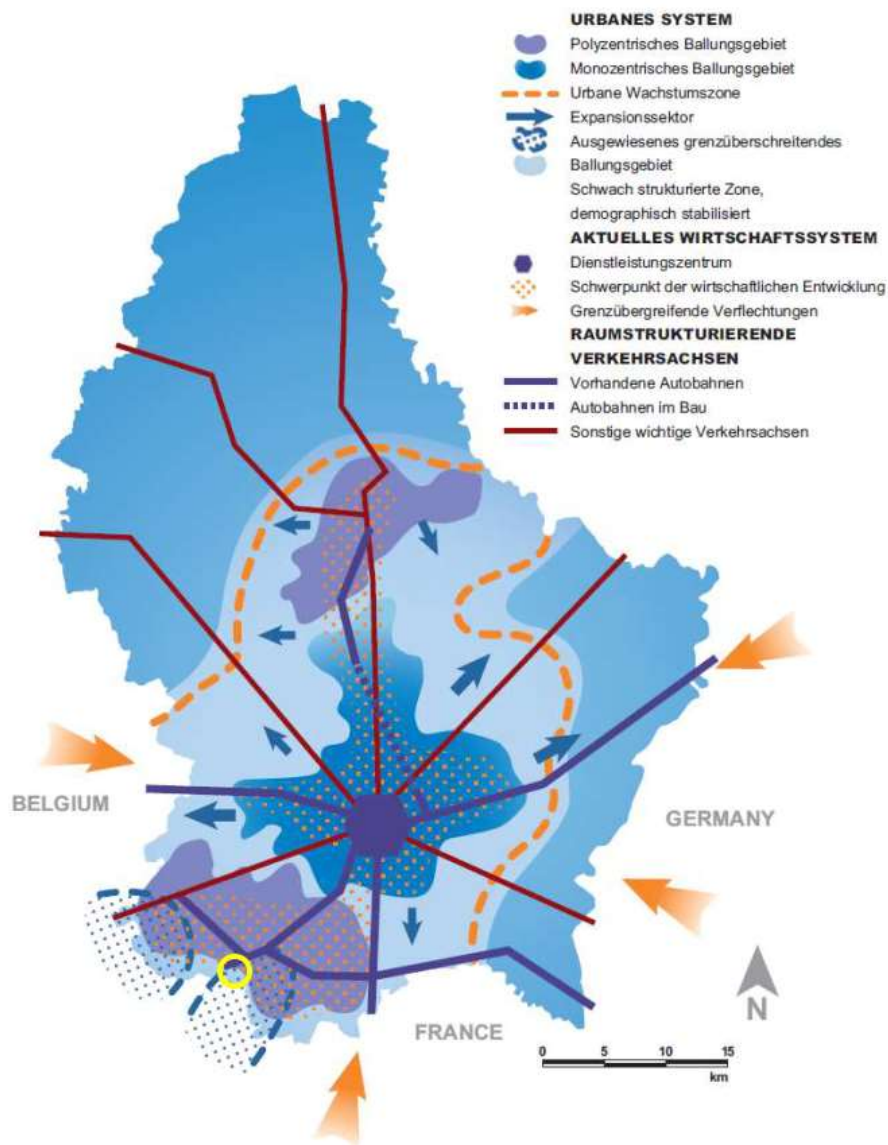 URBANES SYSTEM
Polyzentrisches Ballungsgebiet
Monozentrisches Ballungsgebiet
Urbane Wachstumszone
Expansionssektor
Ausgewiesenes grenzüberschreitendes
Ballungsgebiet
Schwach strukturierte Zone,
demographisch stabilisiert
AKTUELLES WIRTSCHAFTSSYSTEM
Dienstleistungszentrum
Schwerpunkt der wirtschaftlichen Entwicklung
Grenzübergreifende Verflechtungen
RAUMSTRUKTURIERENDE
VERKEHRSACHSEN
Vorhandene Autobahnen
Autobahnen im Bau
Sonstige wichtige Verkehrsachsen
BELGIUM
GERMANY
FRANCE
N
0 5 10 15
km